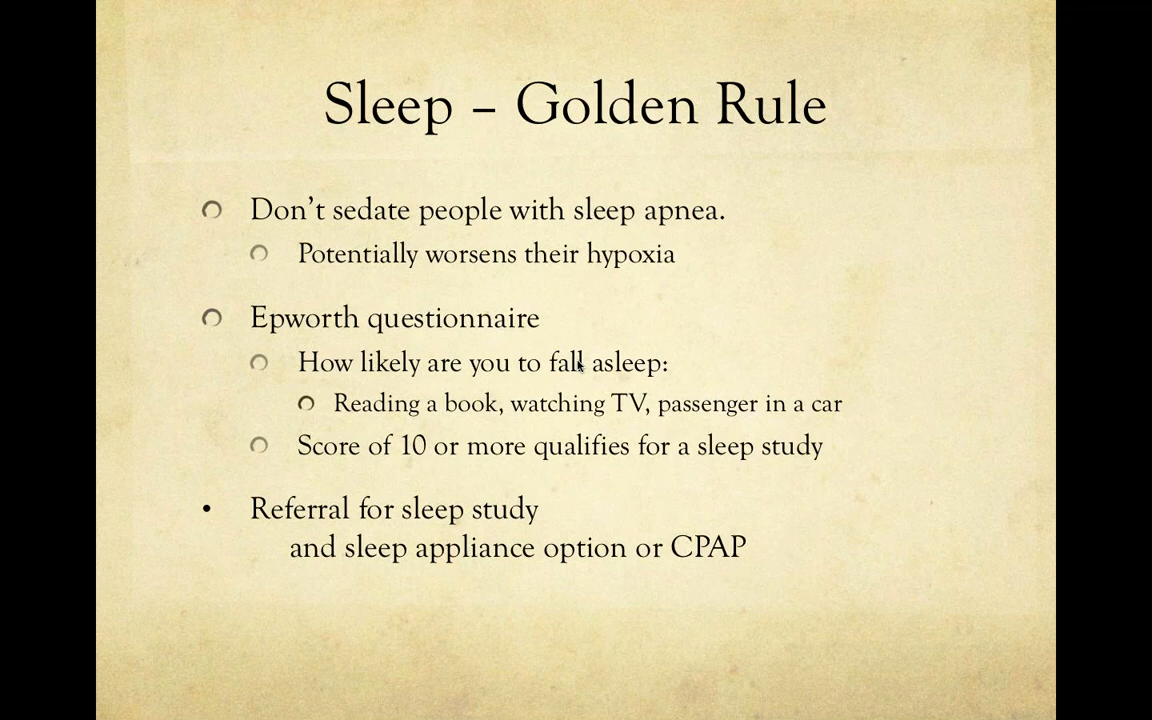 Sleep – Golden Rule
Don't sedate people with sleep apnea.
Potentially worsens their hypoxia
Epworth questionnaire
How likely are you to fall asleep:
Reading a book, watching TV, passenger in a car
Score of 10 or more qualifies for a sleep study
• Referral for sleep study
and sleep appliance option or CPAP